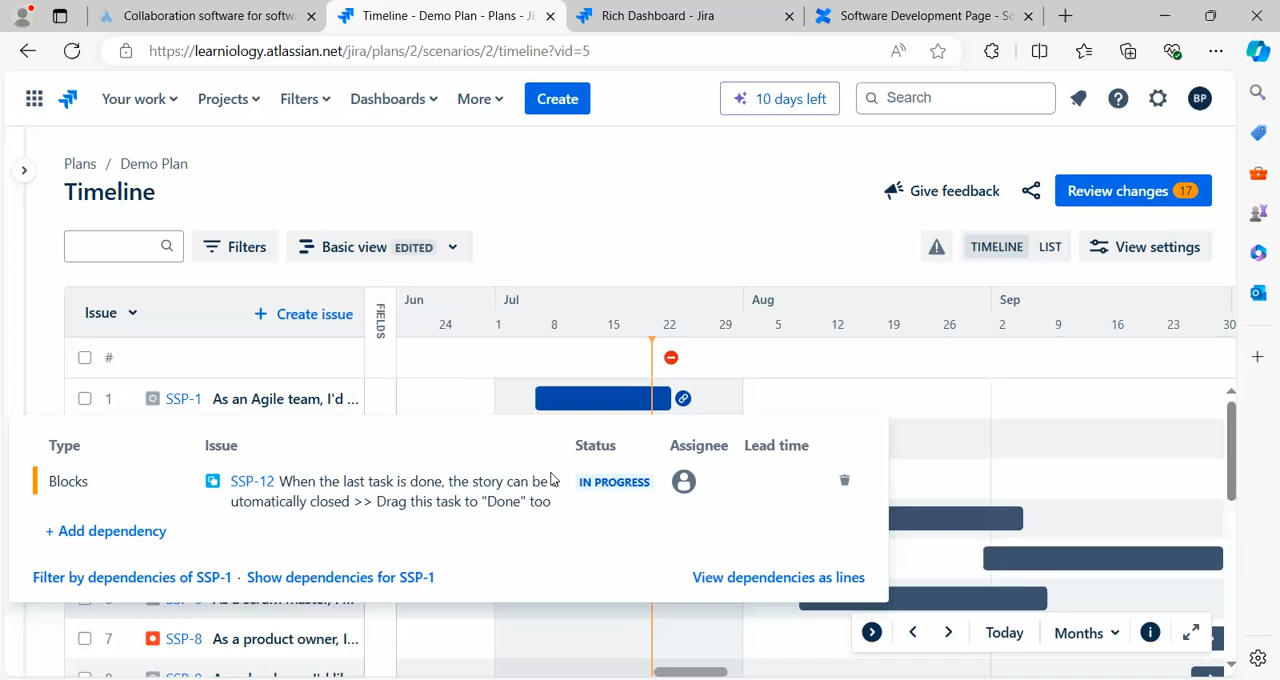 Collaboration software for softw
Timeline - Demo Plan - Plans - Ji
Rich Dashboard - Jira
Software Development Page - So
https://learniology.atlassian.net/jira/plans/2/scenarios/2/timeline?vid=5
Your work
Projects
Filters
Dashboards
More
Create
10 days left
Search
BP
Plans / Demo Plan
Timeline
Give feedback
Review changes 17
Filters
Basic view EDITED
TIMELINE
LIST
View settings
Issue
+ Create issue
FIELDS
Jun
Jul
Aug
Sep
24 1 8 15 22 29 5 12 19 26 2 9 16 23 30
#
1 SSP-1 As an Agile team, I'd ...
Type
Issue
Status
Assignee
Lead time
Blocks
SSP-12 When the last task is done, the story can be
utomatically closed >> Drag this task to "Done" too
IN PROGRESS
+ Add dependency
Filter by dependencies of SSP-1 · Show dependencies for SSP-1
View dependencies as lines
7 SSP-8 As a product owner, I...
Today
Months